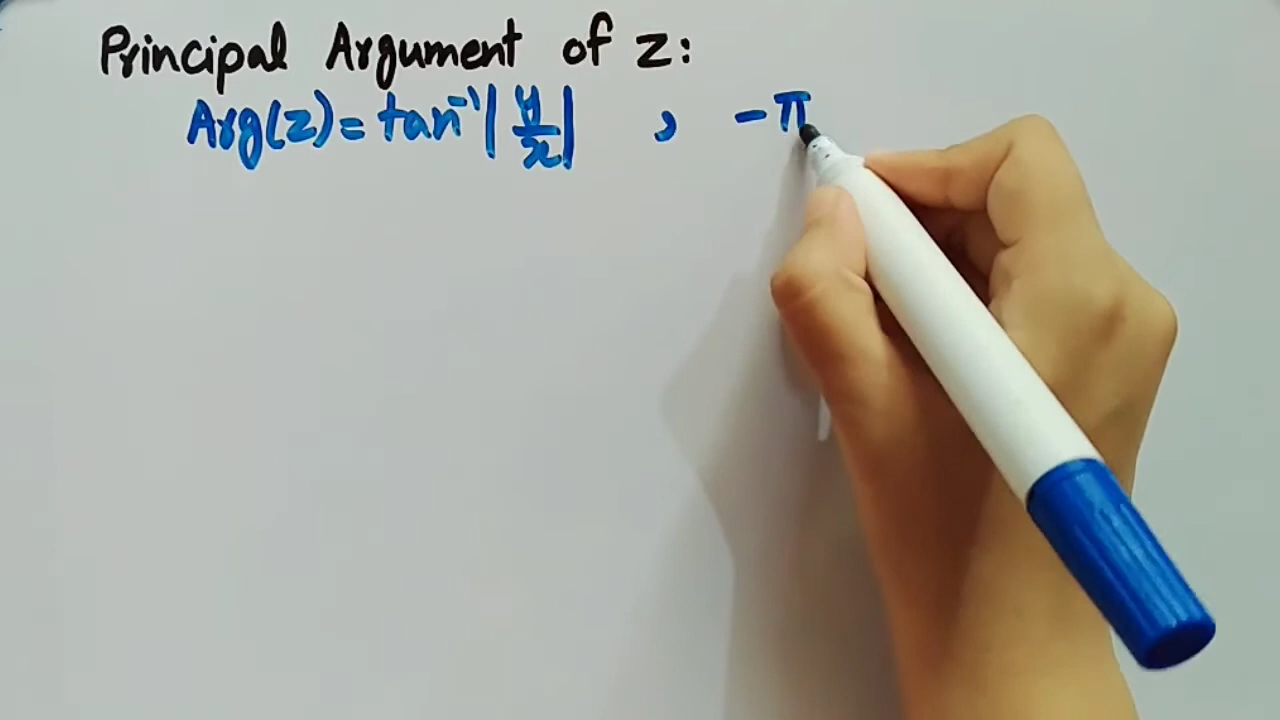 Principal Argument of z:
Arg(z) = tan⁻¹|y/x| , -π